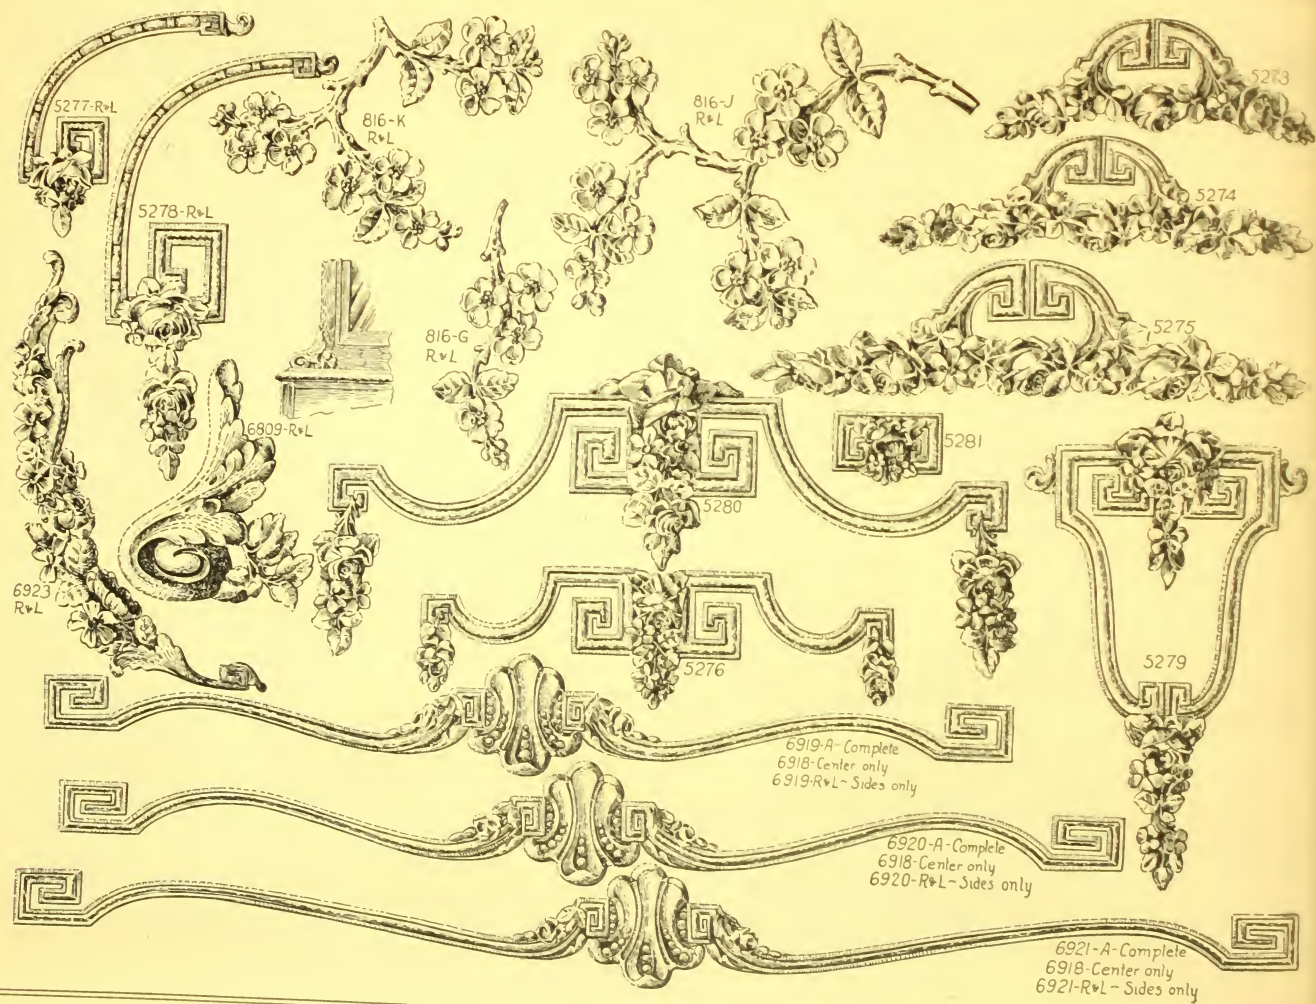 5277-R&L
816-K
R&L
816-J
R&L
5273
5274
5278-R&L
5275
816-G
R&L
6809-R&L
5281
5280
6923
R&L
5276
5279
6919-A-Complete
6918-Center only
6919-R&L-Sides only
6920-A-Complete
6918-Center only
6920-R&L-Sides only
6921-A-Complete
6918-Center only
6921-R&L-Sides only